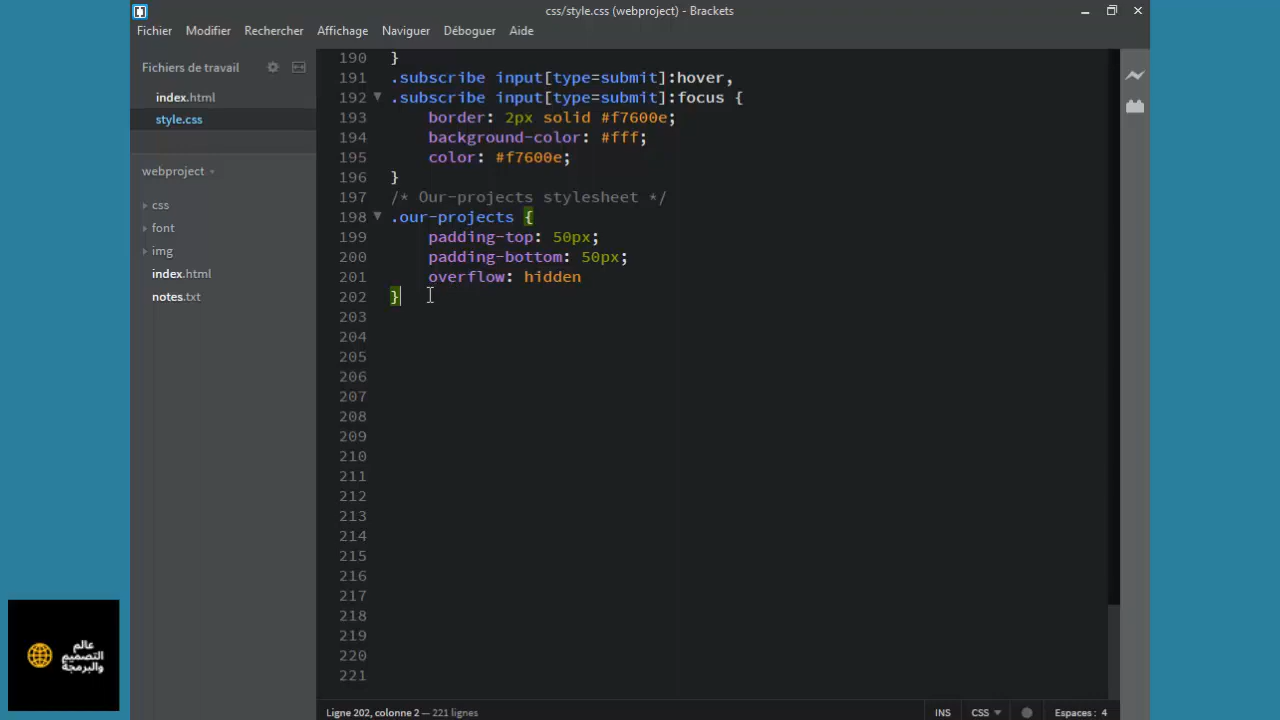 css/style.css (webproject) - Brackets
Fichier Modifier Rechercher Affichage Naviguer Déboguer Aide
Fichiers de travail
index.html
style.css
webproject
css
font
img
index.html
notes.txt
190 }
191 .subscribe input[type=submit]:hover,
192 .subscribe input[type=submit]:focus {
193 border: 2px solid #f7600e;
194 background-color: #fff;
195 color: #f7600e;
196 }
197 /* Our-projects stylesheet */
198 .our-projects {
199 padding-top: 50px;
200 padding-bottom: 50px;
201 overflow: hidden
202 }
203
204
205
206
207
208
209
210
211
212
213
214
215
216
217
218
219
220
221
عالم
التصميم
والبرمجة
Ligne 202, colonne 2 — 221 lignes
INS CSS Espaces: 4